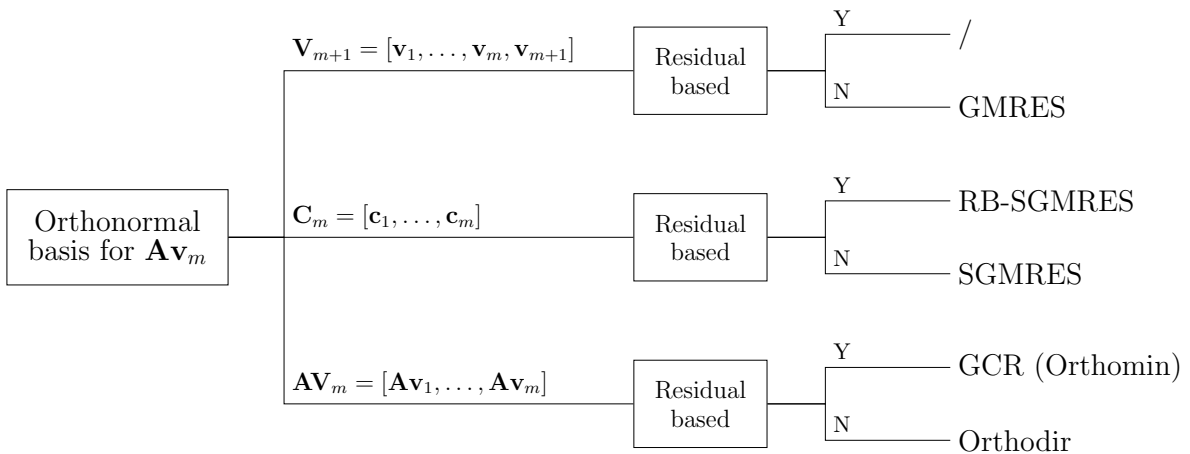 Orthonormal
basis for Av_m
V_{m+1} = [v_1, . . . , v_m, v_{m+1}]
Residual
based
Y
/
N
GMRES
C_m = [c_1, . . . , c_m]
Residual
based
Y
RB-SGMRES
N
SGMRES
AV_m = [Av_1, . . . , Av_m]
Residual
based
Y
GCR (Orthomin)
N
Orthodir